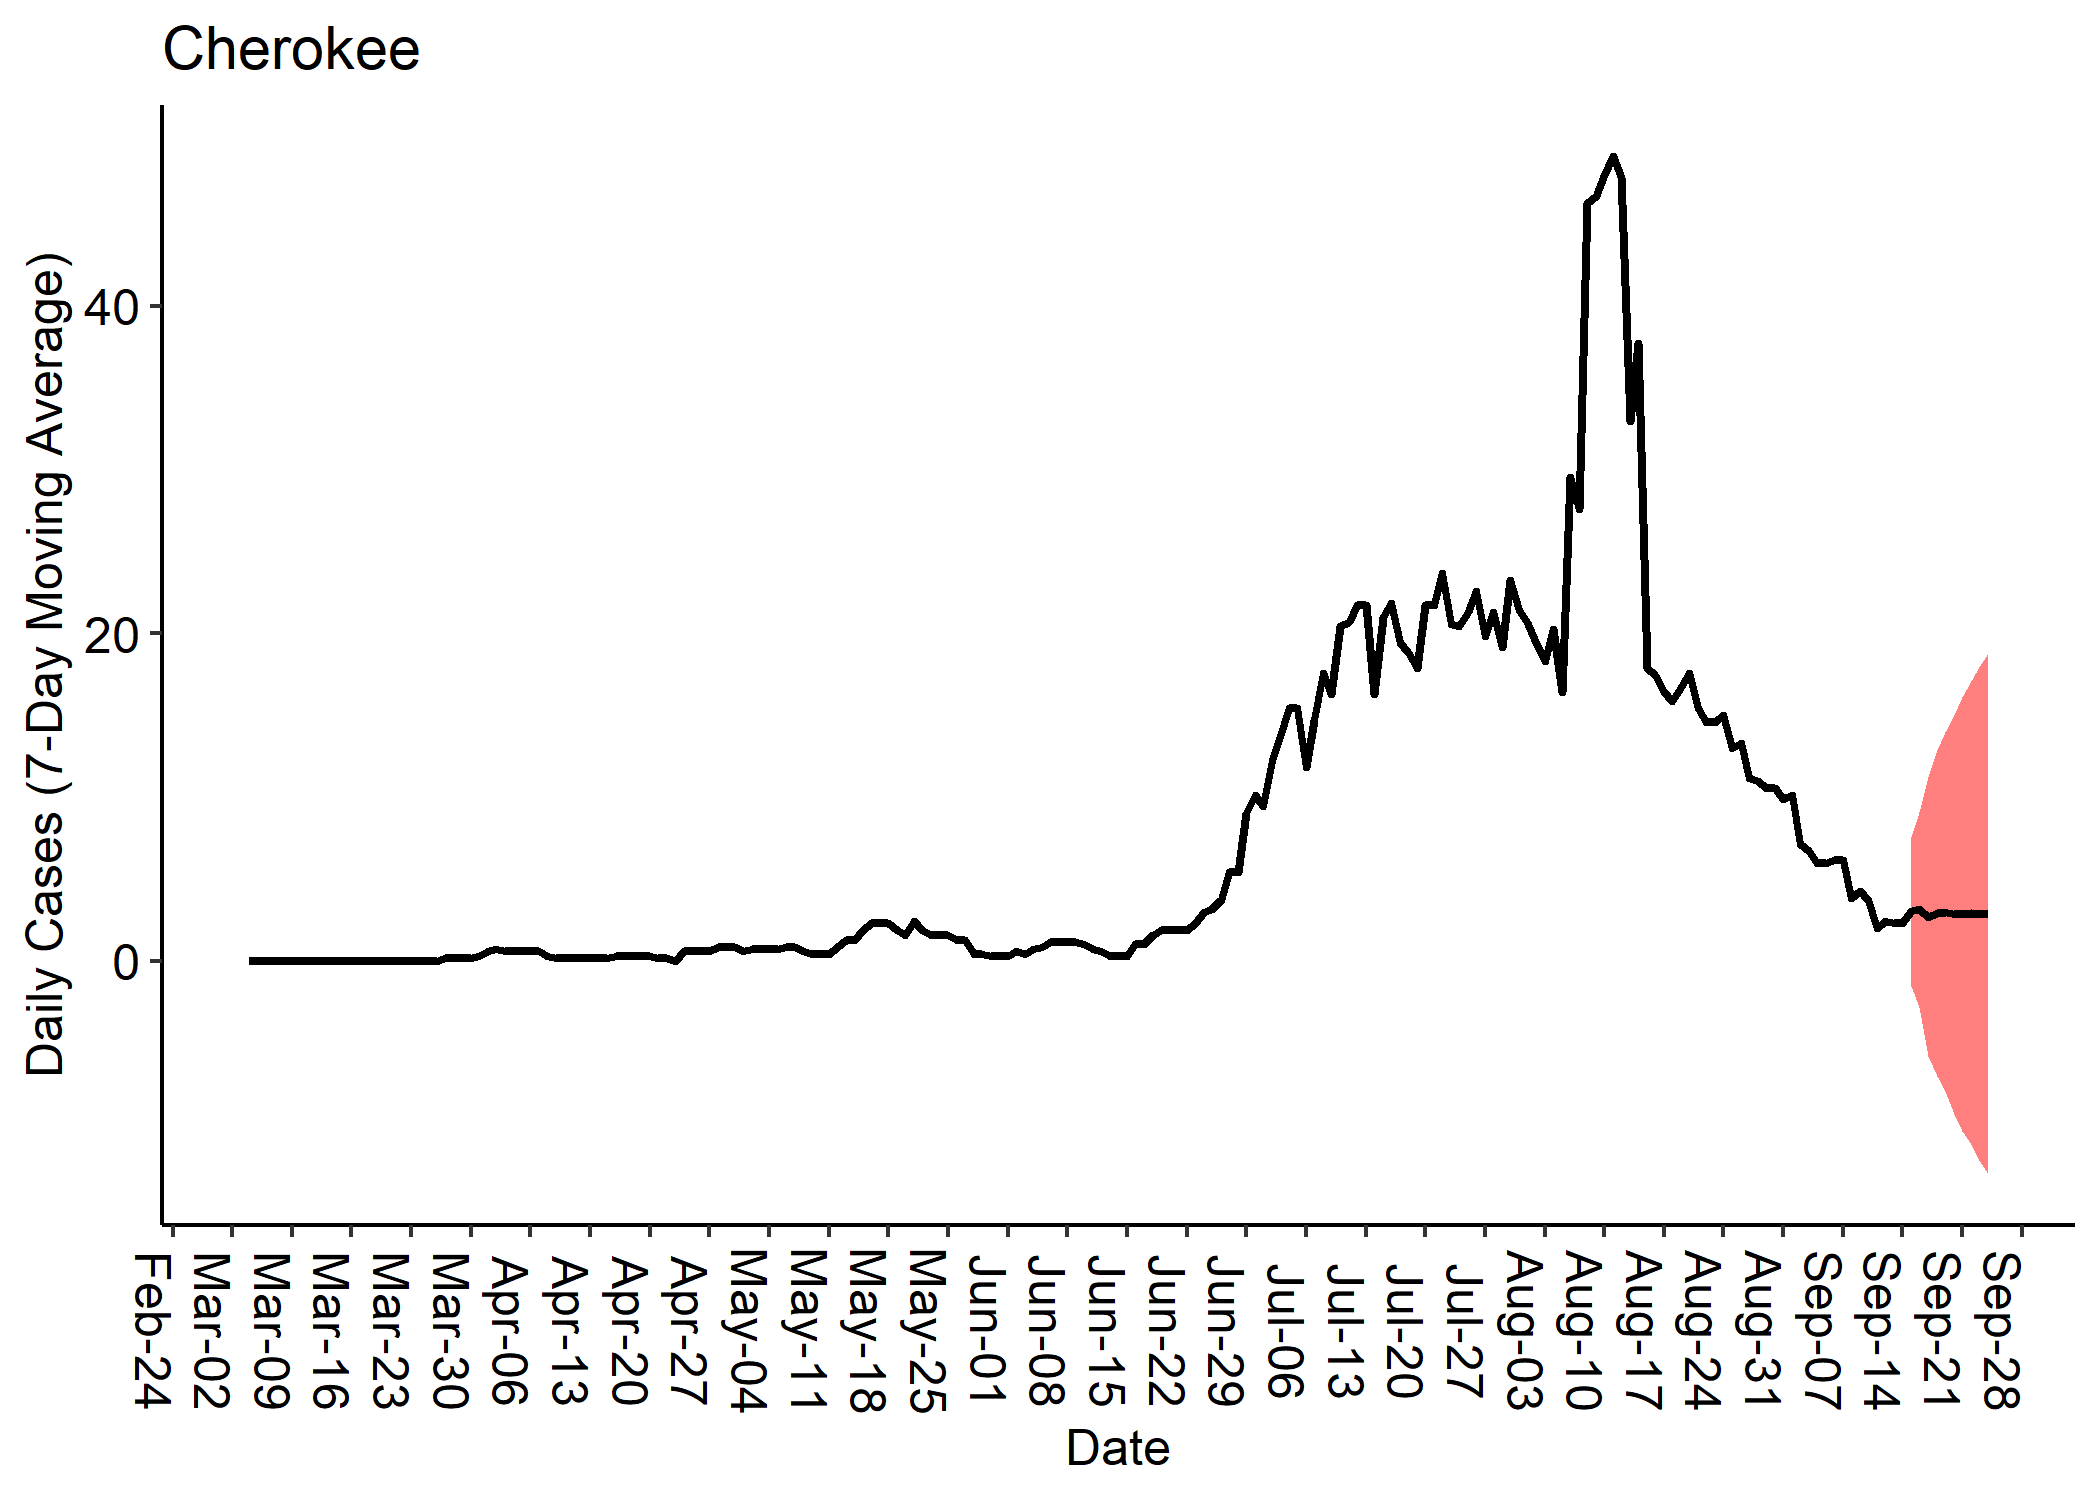 Cherokee
Daily Cases (7-Day Moving Average)
40
20
0
Feb-24
Mar-02
Mar-09
Mar-16
Mar-23
Mar-30
Apr-06
Apr-13
Apr-20
Apr-27
May-04
May-11
May-18
May-25
Jun-01
Jun-08
Jun-15
Jun-22
Jun-29
Jul-06
Jul-13
Jul-20
Jul-27
Aug-03
Aug-10
Aug-17
Aug-24
Aug-31
Sep-07
Sep-14
Sep-21
Sep-28
Date